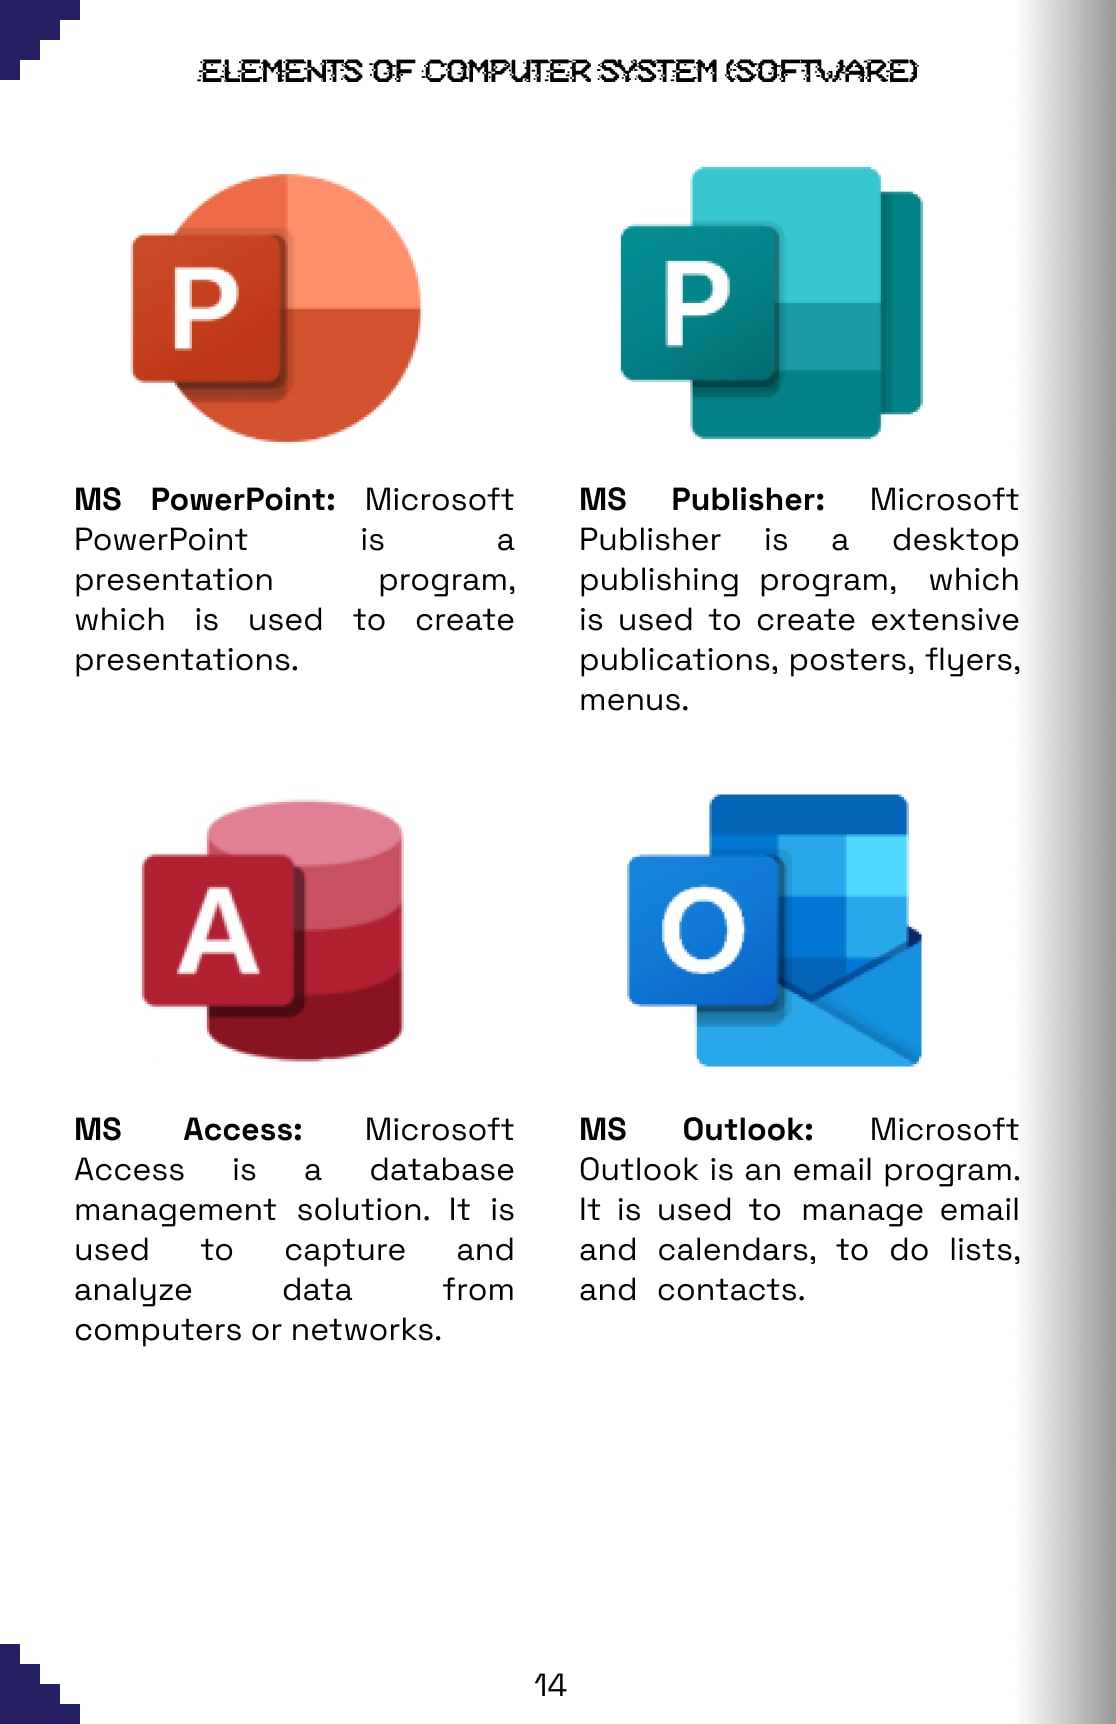 ELEMENTS OF COMPUTER SYSTEM (SOFTWARE)
P
MS PowerPoint: Microsoft
PowerPoint is a
presentation program,
which is used to create
presentations.
P
MS Publisher: Microsoft
Publisher is a desktop
publishing program, which
is used to create extensive
publications, posters, flyers,
menus.
A
MS Access: Microsoft
Access is a database
management solution. It is
used to capture and
analyze data from
computers or networks.
O
MS Outlook: Microsoft
Outlook is an email program.
It is used to manage email
and calendars, to do lists,
and contacts.
14